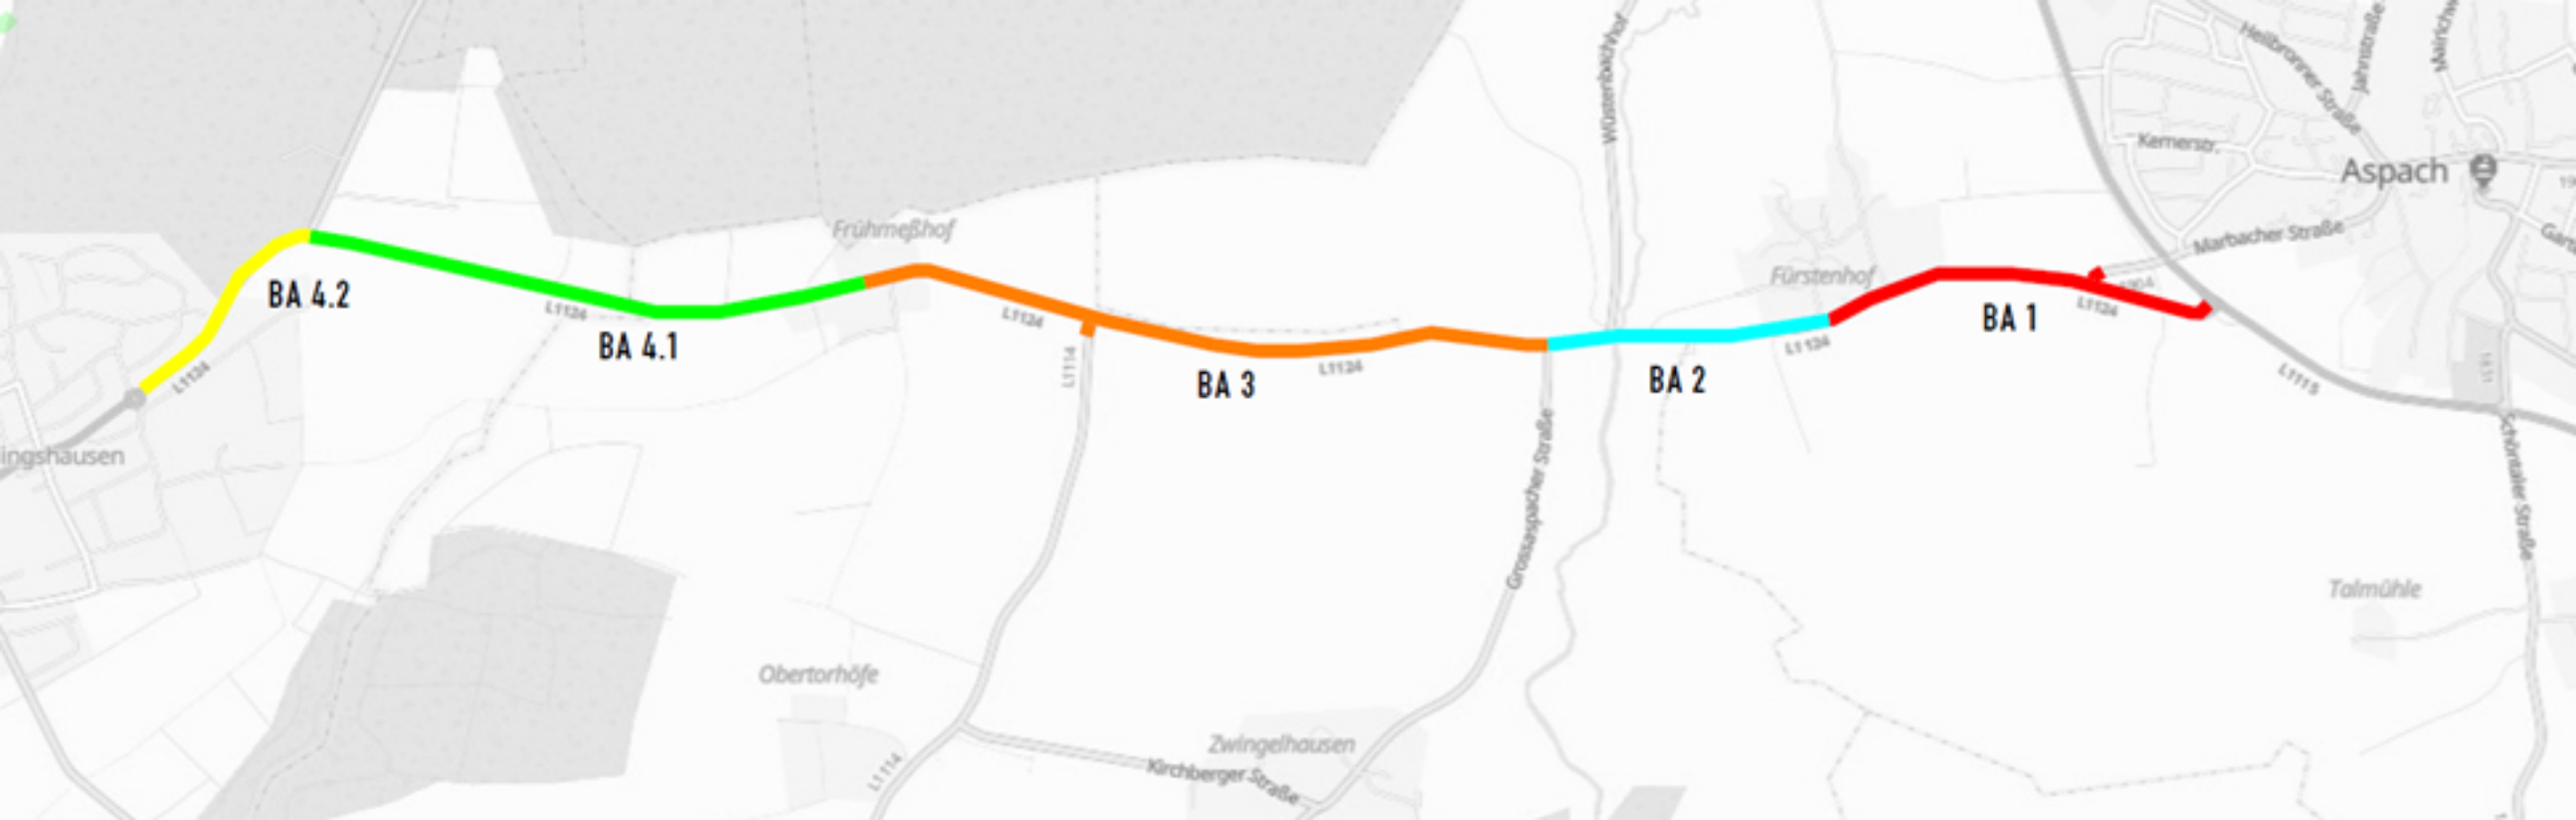 Wüstenbachhof
Heilbronner Straße
Jahnstraße
Kernerstr.
Aspach
Marbacher Straße
Frühmeßhof
Fürstenhof
BA 4.2
L1124
BA 4.1
L1124
L1124
L1114
BA 3
L1124
BA 2
L1124
BA 1
L1124
L1115
L1124
ingshausen
Grossaspacher Straße
Schöntaler Straße
Talmühle
Obertorhöfe
Zwingelhausen
Kirchberger Straße
L1114